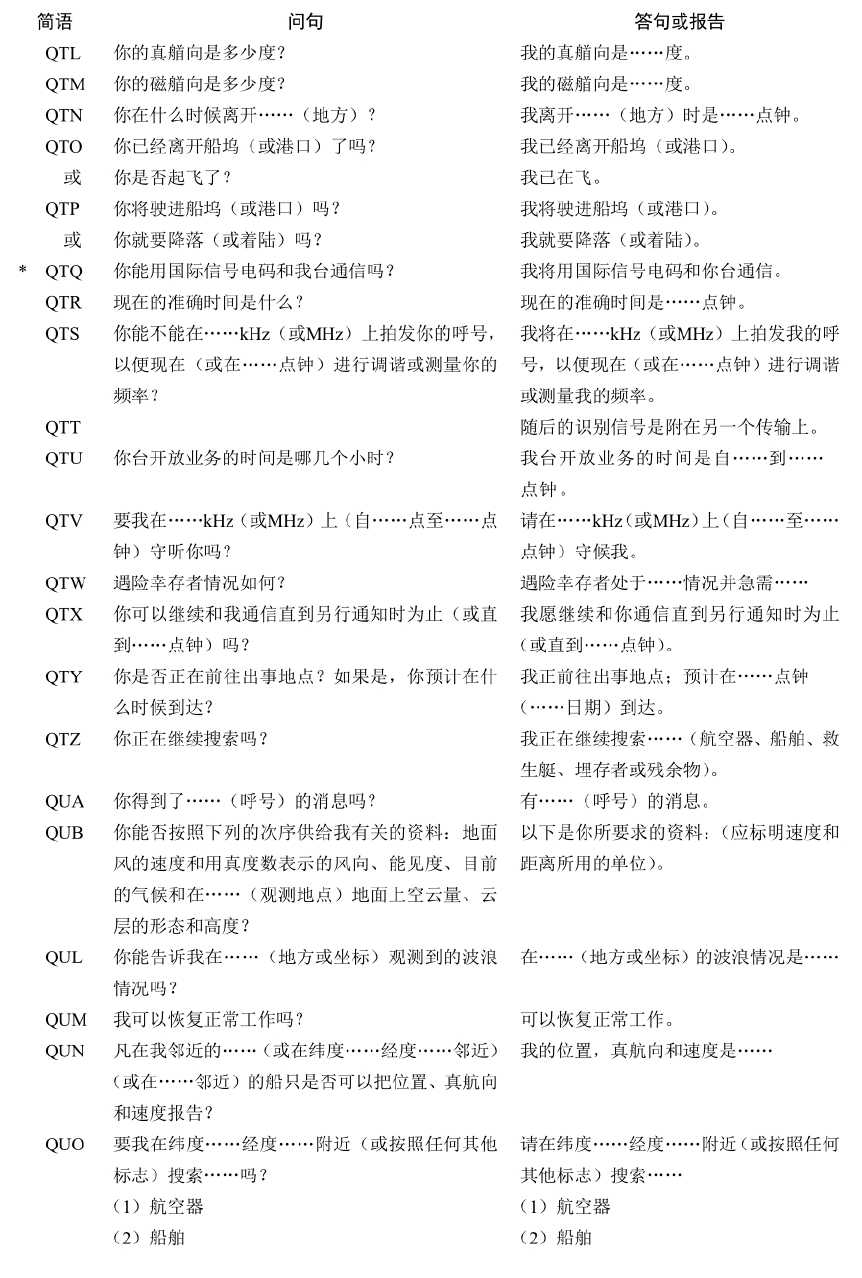 简语 问句 答句或报告
QTL 你的真艏向是多少度？ 我的真艏向是……度。
QTM 你的磁艏向是多少度？ 我的磁艏向是……度。
QTN 你在什么时候离开……（地方）？ 我离开……（地方）时是……点钟。
QTO 你已经离开船坞（或港口）了吗？ 我已经离开船坞（或港口）。
或 你是否起飞了？ 我已在飞。
QTP 你将驶进船坞（或港口）吗？ 我将驶进船坞（或港口）。
或 你就要降落（或着陆）吗？ 我就要降落（或着陆）。
* QTQ 你能用国际信号电码和我台通信吗？ 我将用国际信号电码和你台通信。
QTR 现在的准确时间是什么？ 现在的准确时间是……点钟。
QTS 你能不能在……kHz（或MHz）上拍发你的呼号， 我将在……kHz（或MHz）上拍发我的呼
以便现在（或在……点钟）进行调谐或测量你的 号，以便现在（或在……点钟）进行调谐
频率？ 或测量我的频率。
QTT 随后的识别信号是附在另一个传输上。
QTU 你台开放业务的时间是哪几个小时？ 我台开放业务的时间是自……到……
点钟。
QTV 要我在……kHz（或MHz）上（自……点至……点 请在……kHz（或MHz）上（自……至……
钟）守听你吗？ 点钟）守候我。
QTW 遇险幸存者情况如何？ 遇险幸存者处于……情况并急需……
QTX 你可以继续和我通信直到另行通知时为止（或直 我愿继续和你通信直到另行通知时为止
到……点钟）吗？ （或直到……点钟）。
QTY 你是否正在前往出事地点？如果是，你预计在什 我正前往出事地点；预计在……点钟
么时候到达？ （……日期）到达。
QTZ 你正在继续搜索吗？ 我正在继续搜索……（航空器、船舶、救
生艇、埋存者或残余物）。
QUA 你得到了……（呼号）的消息吗？ 有……（呼号）的消息。
QUB 你能否按照下列的次序供给我有关的资料：地面 以下是你所要求的资料：（应标明速度和
风的速度和用真度数表示的风向、能见度、目前 距离所用的单位）。
的气候和在……（观测地点）地面上空云量、云
层的形态和高度？
QUL 你能告诉我在……（地方或坐标）观测到的波浪 在……（地方或坐标）的波浪情况是……
情况吗？
QUM 我可以恢复正常工作吗？ 可以恢复正常工作。
QUN 凡在我邻近的……（或在纬度……经度……邻近） 我的位置，真航向和速度是……
（或在……邻近）的船只是否可以把位置、真航向
和速度报告？
QUO 要我在纬度……经度……附近（或按照任何其他 请在纬度……经度……附近（或按照任何
标志）搜索……吗？ 其他标志）搜索……
（1）航空器 （1）航空器
（2）船舶 （2）船舶